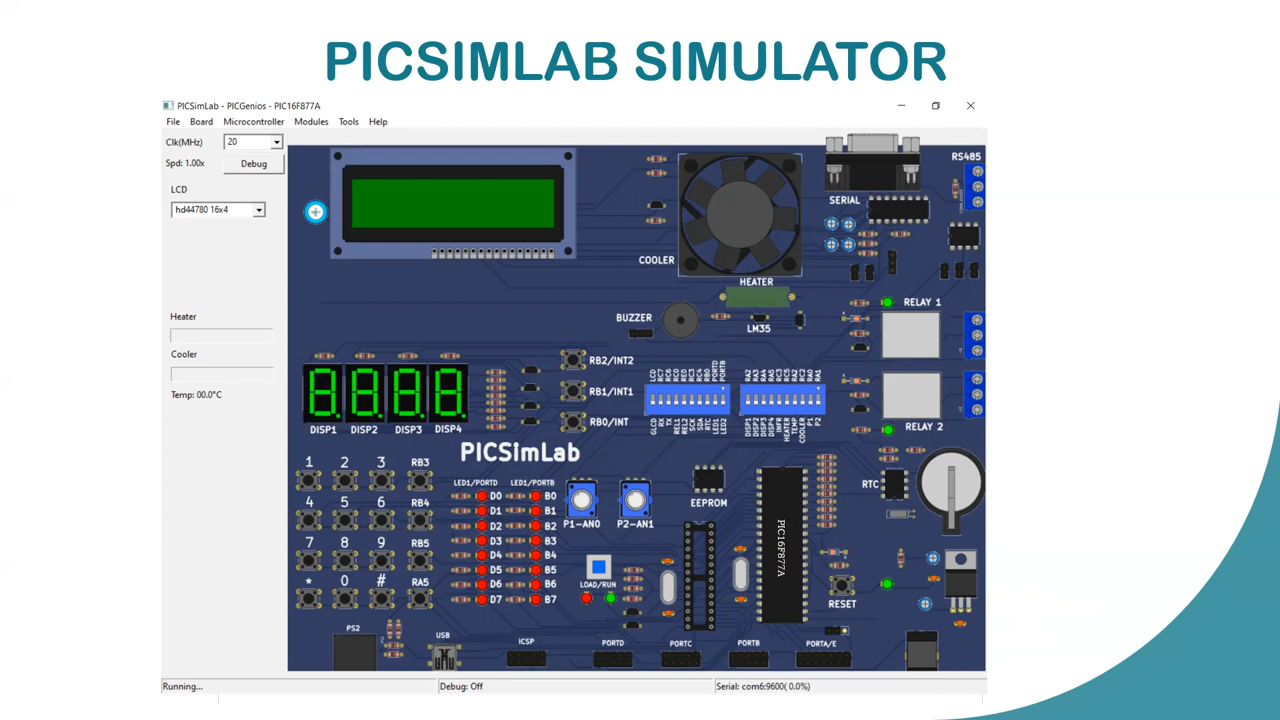 PICSIMLAB SIMULATOR
PICSimLab - PICGenios - PIC16F877A
File Board Microcontroller Modules Tools Help
Clk(MHz) 20
Spd: 1.00x Debug
LCD
hd44780 16x4
Heater
Cooler
Temp: 00.0°C
RS485
SERIAL
COOLER
HEATER
BUZZER
LM35
RELAY 1
RELAY 2
RB2/INT2
RB1/INT1
RB0/INT
DISP1 DISP2 DISP3 DISP4
PICSimLab
1 2 3 RB3
4 5 6 RB4
7 8 9 RB5
* 0 # RA5
LED1/PORTD LED1/PORTB
D0 B0
D1 B1
D2 B2
D3 B3
D4 B4
D5 B5
D6 B6
D7 B7
P1-AN0 P2-AN1
EEPROM
RTC
PIC16F877A
LOAD/RUN
RESET
PS2 USB ICSP PORTD PORTC PORTB PORTA/E
Running... Debug: Off Serial: com6:9600( 0.0%)